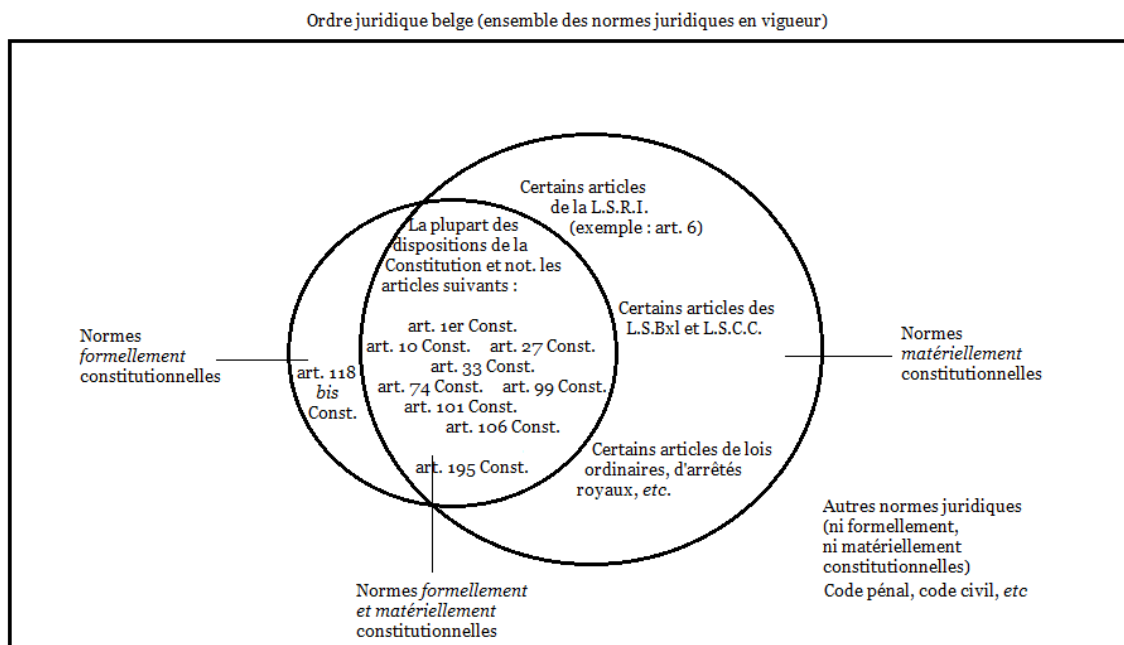 Ordre juridique belge (ensemble des normes juridiques en vigueur)
Certains articles
de la L.S.R.I.
(exemple : art. 6)
La plupart des
dispositions de la
Constitution et not. les
articles suivants :
art. 1er Const.
art. 10 Const. art. 27 Const.
art. 33 Const.
art. 74 Const. art. 99 Const.
art. 101 Const.
art. 106 Const.
art. 195 Const.
Certains articles des
L.S.Bxl et L.S.C.C.
Normes
formellement
constitutionnelles
art. 118
bis
Const.
Normes
matériellement
constitutionnelles
Certains articles de lois
ordinaires, d'arrêtés
royaux, etc.
Autres normes juridiques
(ni formellement,
ni matériellement
constitutionnelles)
Code pénal, code civil, etc
Normes formellement
et matériellement
constitutionnelles